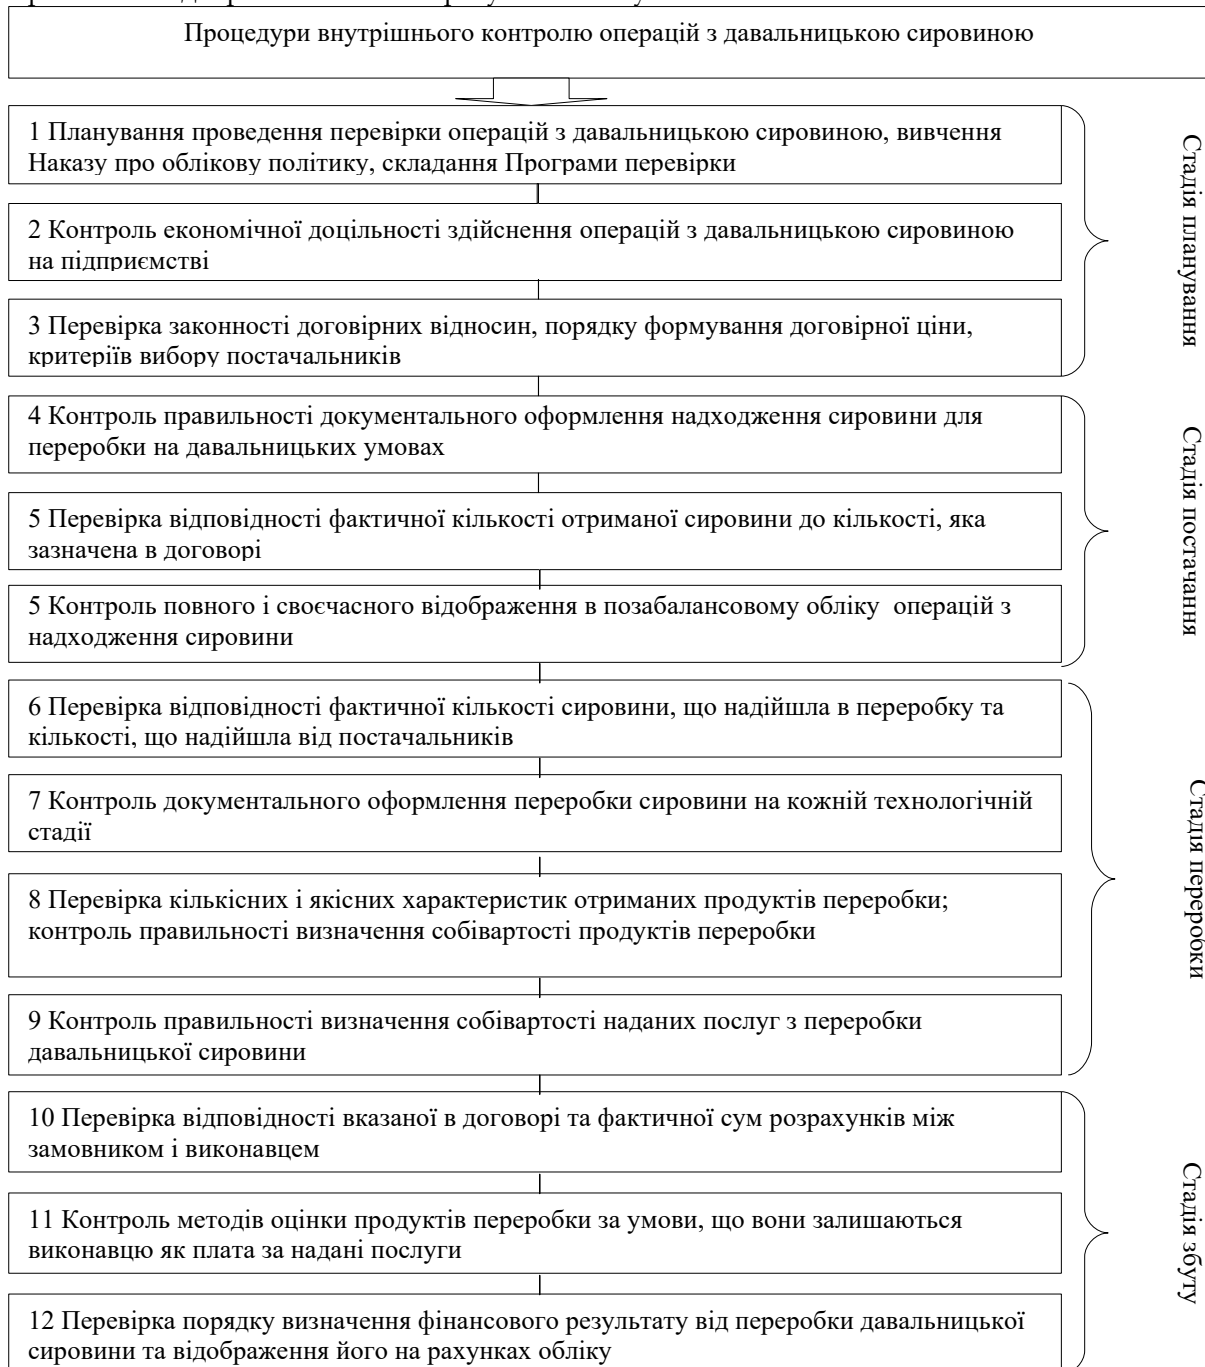 Процедури внутрішнього контролю операцій з давальницькою сировиною
1 Планування проведення перевірки операцій з давальницькою сировиною, вивчення
Наказу про облікову політику, складання Програми перевірки
2 Контроль економічної доцільності здійснення операцій з давальницькою сировиною
на підприємстві
3 Перевірка законності договірних відносин, порядку формування договірної ціни,
критеріїв вибору постачальників
Стадія планування
4 Контроль правильності документального оформлення надходження сировини для
переробки на давальницьких умовах
5 Перевірка відповідності фактичної кількості отриманої сировини до кількості, яка
зазначена в договорі
5 Контроль повного і своєчасного відображення в позабалансовому обліку операцій з
надходження сировини
Стадія постачання
6 Перевірка відповідності фактичної кількості сировини, що надійшла в переробку та
кількості, що надійшла від постачальників
7 Контроль документального оформлення переробки сировини на кожній технологічній
стадії
8 Перевірка кількісних і якісних характеристик отриманих продуктів переробки;
контроль правильності визначення собівартості продуктів переробки
9 Контроль правильності визначення собівартості наданих послуг з переробки
давальницької сировини
Стадія переробки
10 Перевірка відповідності вказаної в договорі та фактичної сум розрахунків між
замовником і виконавцем
11 Контроль методів оцінки продуктів переробки за умови, що вони залишаються
виконавцю як плата за надані послуги
12 Перевірка порядку визначення фінансового результату від переробки давальницької
сировини та відображення його на рахунках обліку
Стадія збуту